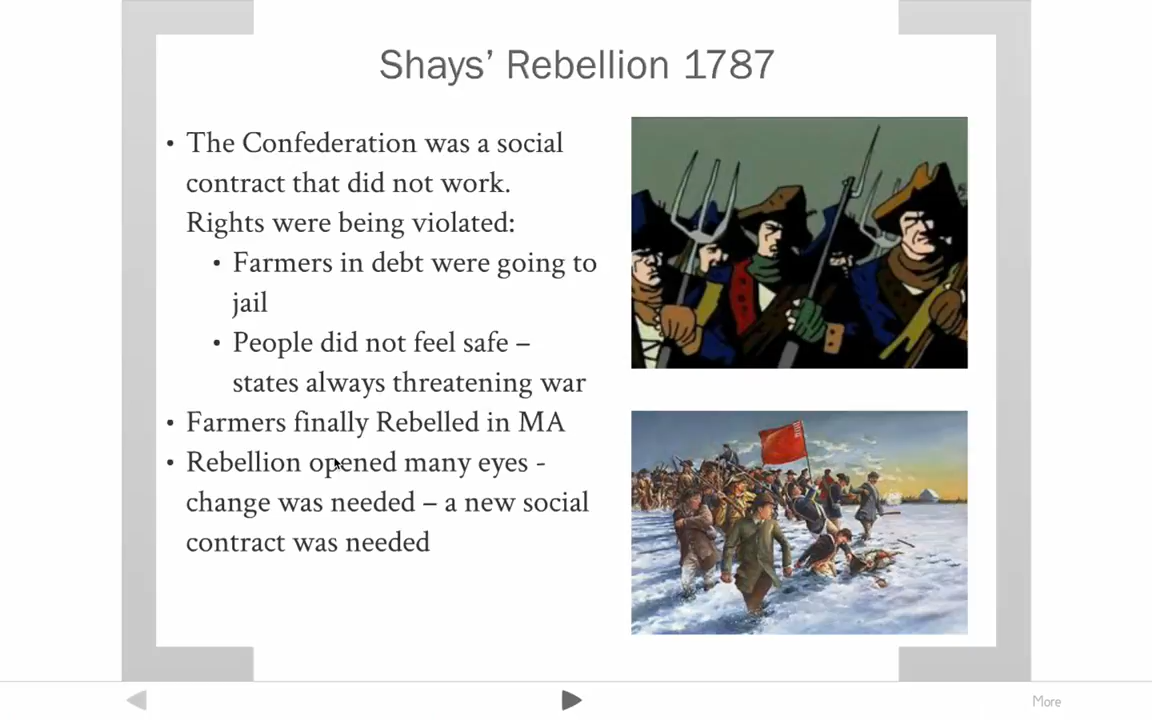 Shays’ Rebellion 1787
• The Confederation was a social
contract that did not work.
Rights were being violated:
• Farmers in debt were going to
jail
• People did not feel safe –
states always threatening war
• Farmers finally Rebelled in MA
• Rebellion opened many eyes -
change was needed – a new social
contract was needed
More